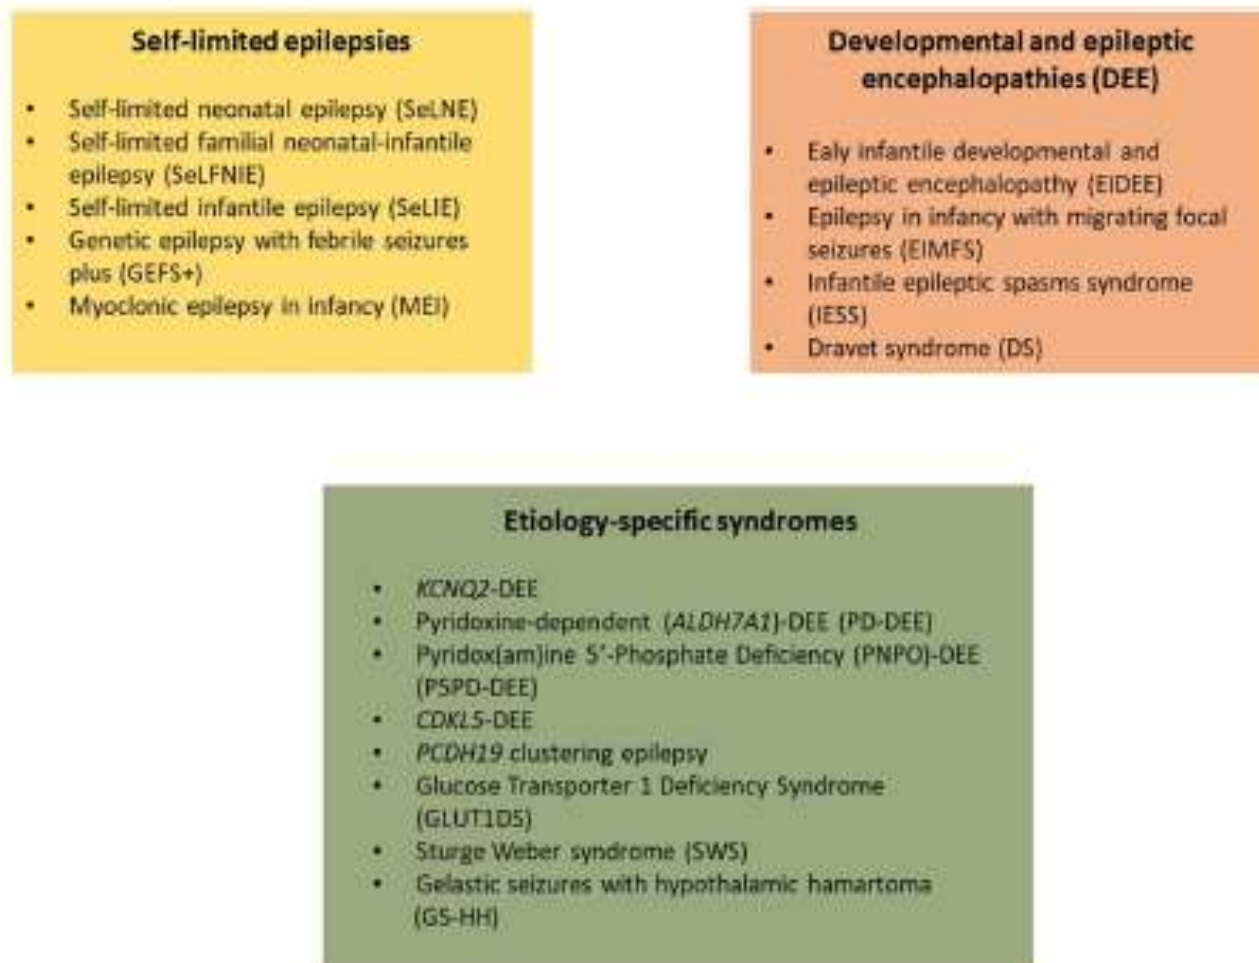 Self-limited epilepsies
• Self-limited neonatal epilepsy (SeLNE)
• Self-limited familial neonatal-infantile
epilepsy (SeLFNIE)
• Self-limited infantile epilepsy (SeLIE)
• Genetic epilepsy with febrile seizures
plus (GEFS+)
• Myoclonic epilepsy in infancy (MEI)
Developmental and epileptic
encephalopathies (DEE)
• Ealy infantile developmental and
epileptic encephalopathy (EIDEE)
• Epilepsy in infancy with migrating focal
seizures (EIMFS)
• Infantile epileptic spasms syndrome
(IESS)
• Dravet syndrome (DS)
Etiology-specific syndromes
• KCNQ2-DEE
• Pyridoxine-dependent (ALDH7A1)-DEE (PD-DEE)
• Pyridox(am)ine 5'-Phosphate Deficiency (PNPO)-DEE
(P5PD-DEE)
• CDKL5-DEE
• PCDH19 clustering epilepsy
• Glucose Transporter 1 Deficiency Syndrome
(GLUT1DS)
• Sturge Weber syndrome (SWS)
• Gelastic seizures with hypothalamic hamartoma
(GS-HH)